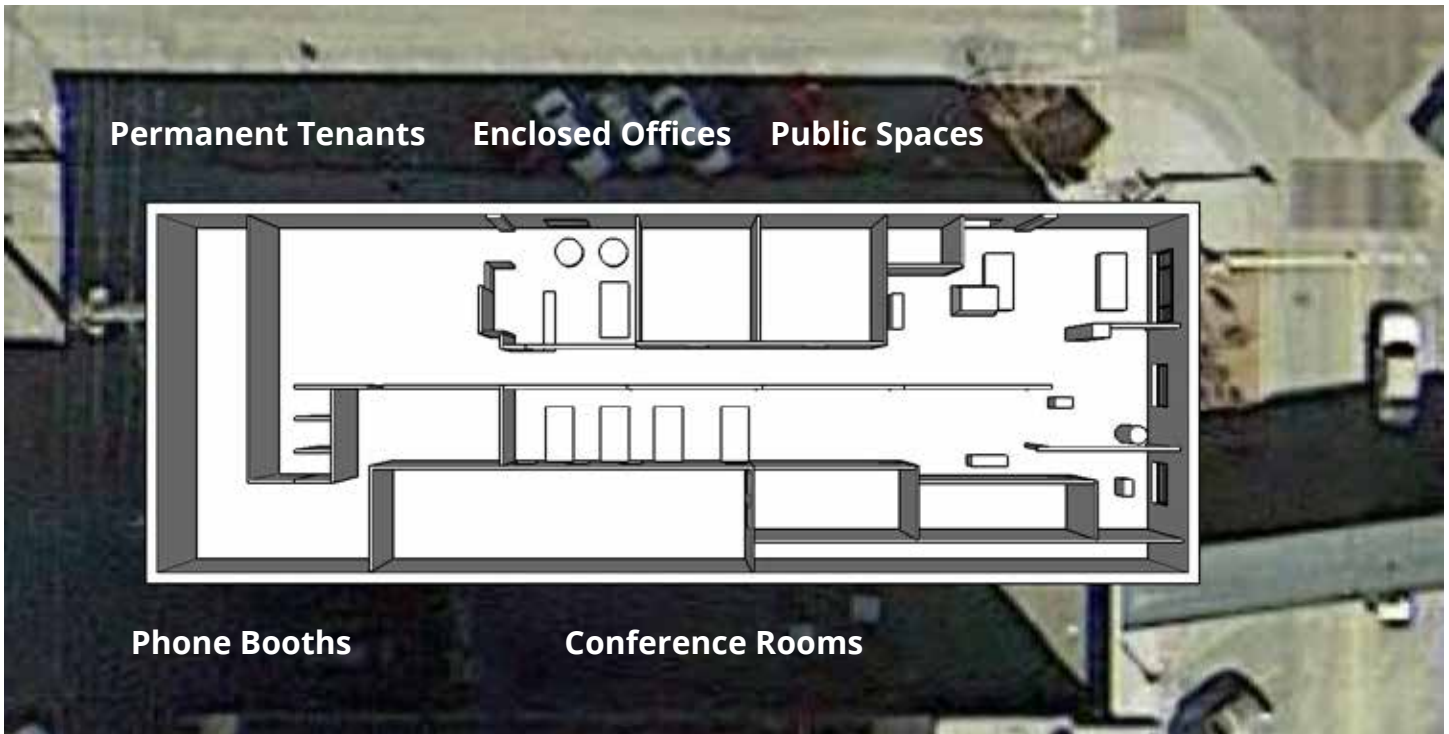 Permanent Tenants Enclosed Offices Public Spaces
Phone Booths Conference Rooms